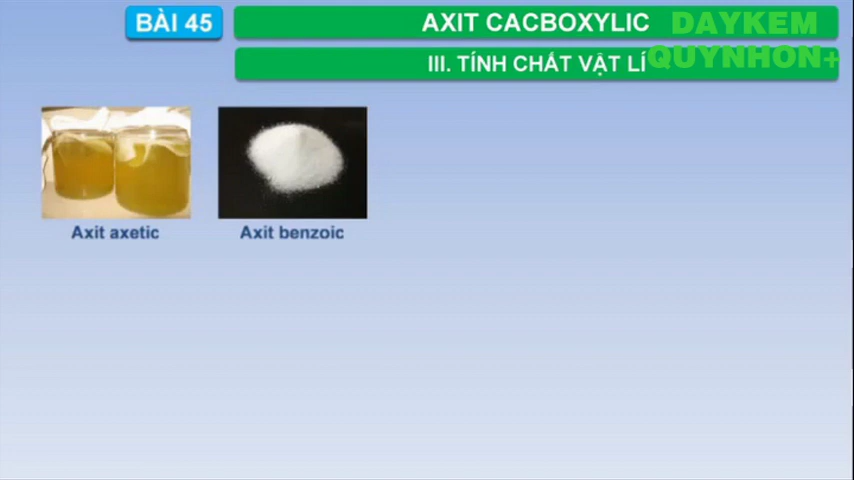 BÀI 45
AXIT CACBOXYLIC
DAYKEM
III. TÍNH CHẤT VẬT LÍ
QUYNHON+
Axit axetic
Axit benzoic